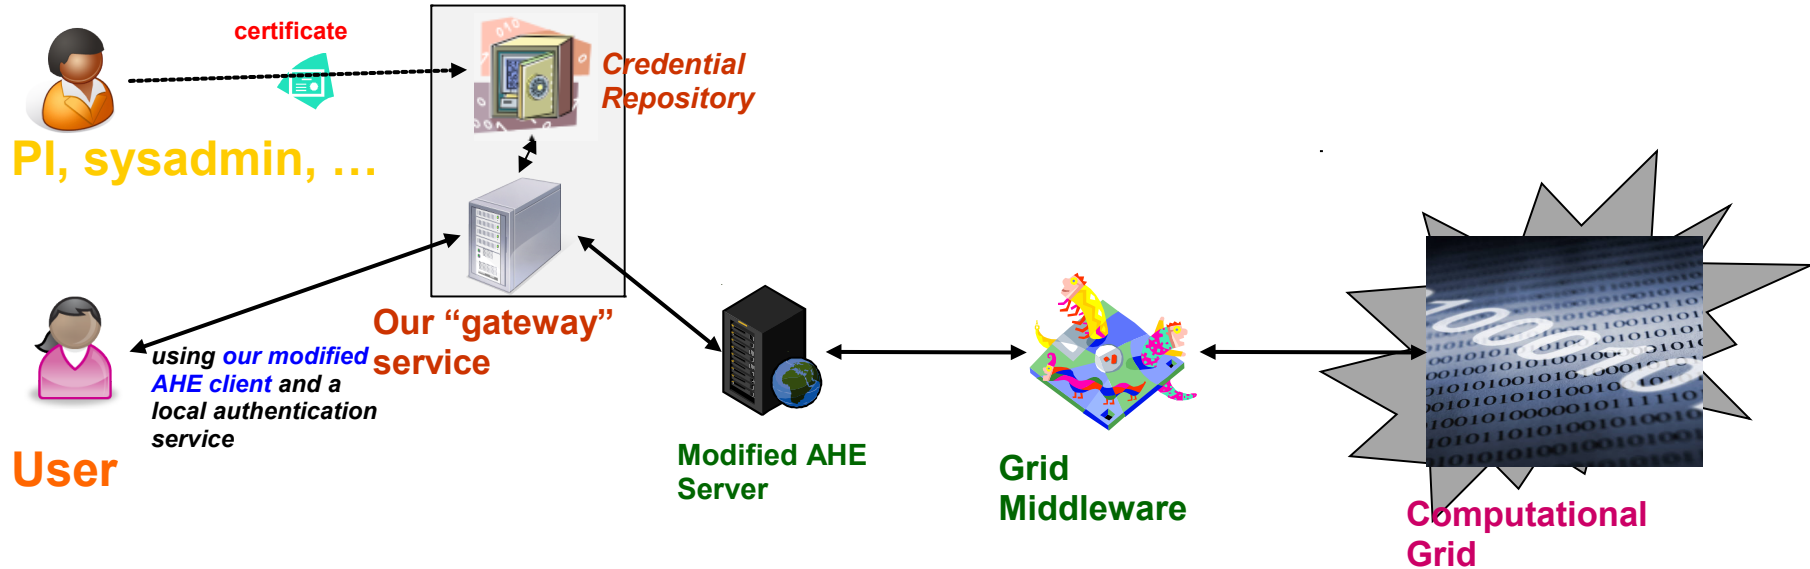 certificate
Credential
Repository
PI, sysadmin, …
Our “gateway”
service
using our modified
AHE client and a
local authentication
service
User
Modified AHE
Server
Grid
Middleware
Computational
Grid